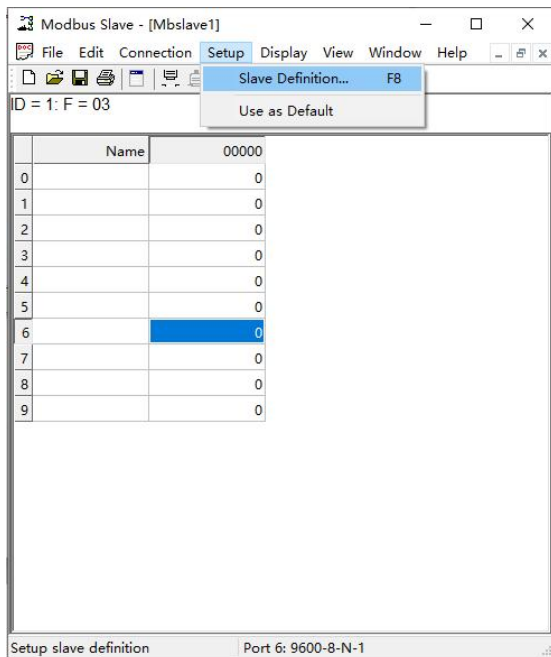 Modbus Slave - [Mbslave1]
File Edit Connection Setup Display View Window Help
Slave Definition... F8
Use as Default
ID = 1: F = 03
Name 00000
0 0
1 0
2 0
3 0
4 0
5 0
6 0
7 0
8 0
9 0
Setup slave definition Port 6: 9600-8-N-1